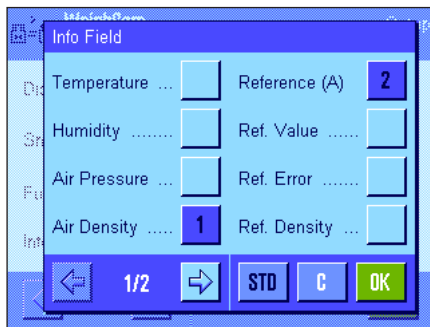 Info Field
Temperature ...
Reference (A) 2
Humidity ........
Ref. Value ......
Air Pressure ...
Ref. Error .......
Air Density ..... 1
Ref. Density ...
1/2
STD
C
OK